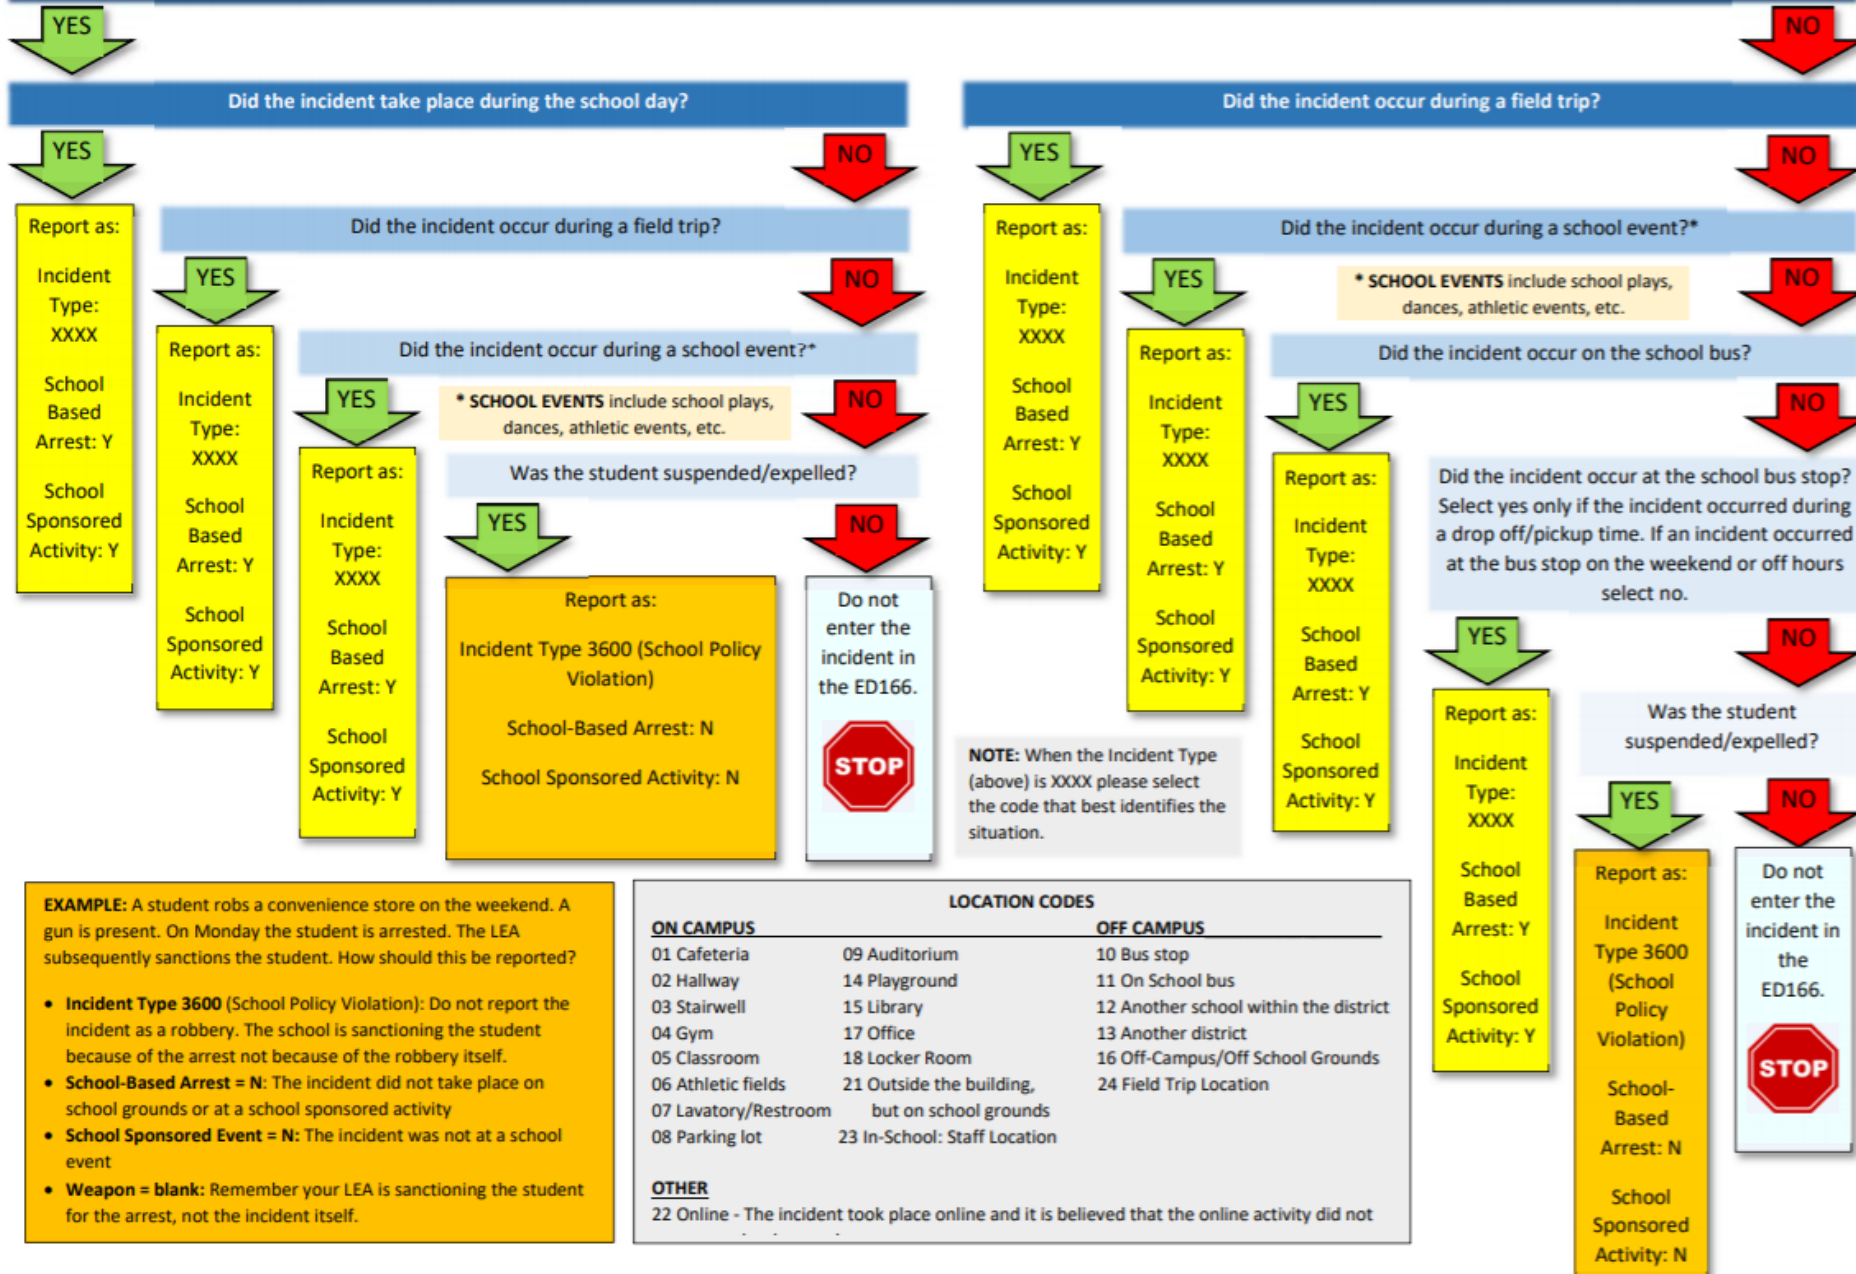 YES
NO
Did the incident take place during the school day?
YES
NO
Report as:
Incident
Type:
XXXX
School
Based
Arrest: Y
School
Sponsored
Activity: Y
Did the incident occur during a field trip?
YES
NO
Report as:
Incident
Type:
XXXX
School
Based
Arrest: Y
School
Sponsored
Activity: Y
Did the incident occur during a school event?*
* SCHOOL EVENTS include school plays,
dances, athletic events, etc.
YES
NO
Report as:
Incident
Type:
XXXX
School
Based
Arrest: Y
School
Sponsored
Activity: Y
Was the student suspended/expelled?
YES
NO
Report as:
Incident Type 3600 (School Policy
Violation)
School-Based Arrest: N
School Sponsored Activity: N
Do not
enter the
incident in
the ED166.
STOP
Did the incident occur during a field trip?
YES
NO
Report as:
Incident
Type:
XXXX
School
Based
Arrest: Y
School
Sponsored
Activity: Y
Did the incident occur during a school event?*
* SCHOOL EVENTS include school plays,
dances, athletic events, etc.
YES
NO
Report as:
Incident
Type:
XXXX
School
Based
Arrest: Y
School
Sponsored
Activity: Y
Did the incident occur on the school bus?
YES
NO
Report as:
Incident
Type:
XXXX
School
Based
Arrest: Y
School
Sponsored
Activity: Y
Did the incident occur at the school bus stop?
Select yes only if the incident occurred during
a drop off/pickup time. If an incident occurred
at the bus stop on the weekend or off hours
select no.
YES
NO
Report as:
Incident
Type:
XXXX
School
Based
Arrest: Y
School
Sponsored
Activity: Y
Was the student
suspended/expelled?
YES
NO
Report as:
Incident
Type 3600
(School
Policy
Violation)
School-
Based
Arrest: N
School
Sponsored
Activity: N
Do not
enter the
incident in
the
ED166.
STOP
NOTE: When the Incident Type
(above) is XXXX please select
the code that best identifies the
situation.
EXAMPLE: A student robs a convenience store on the weekend. A
gun is present. On Monday the student is arrested. The LEA
subsequently sanctions the student. How should this be reported?
• Incident Type 3600 (School Policy Violation): Do not report the
incident as a robbery. The school is sanctioning the student
because of the arrest not because of the robbery itself.
• School-Based Arrest = N: The incident did not take place on
school grounds or at a school sponsored activity
• School Sponsored Event = N: The incident was not at a school
event
• Weapon = blank: Remember your LEA is sanctioning the student
for the arrest, not the incident itself.
LOCATION CODES
ON CAMPUS
01 Cafeteria
02 Hallway
03 Stairwell
04 Gym
05 Classroom
06 Athletic fields
07 Lavatory/Restroom
08 Parking lot
09 Auditorium
14 Playground
15 Library
17 Office
18 Locker Room
21 Outside the building,
but on school grounds
23 In-School: Staff Location
OFF CAMPUS
10 Bus stop
11 On School bus
12 Another school within the district
13 Another district
16 Off-Campus/Off School Grounds
24 Field Trip Location
OTHER
22 Online - The incident took place online and it is believed that the online activity did not